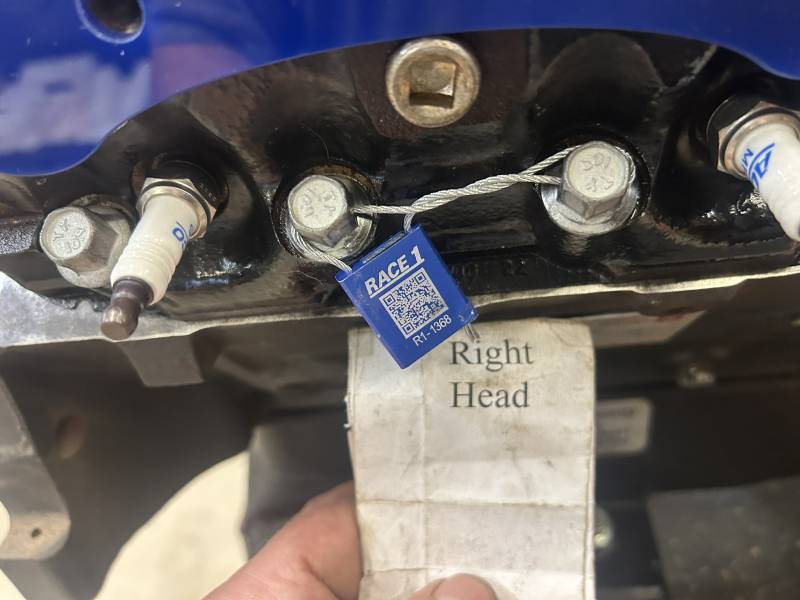 RACE 1
R1-1368
Right
Head